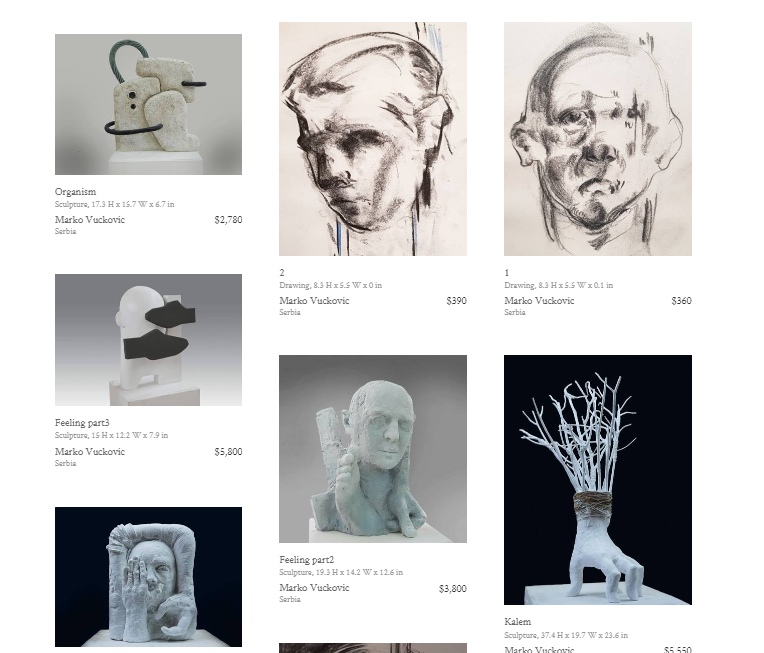 Organism
Sculpture, 17.3 H x 15.7 W x 6.7 in
Marko Vuckovic $2,780
Serbia
Feeling part3
Sculpture, 15 H x 12.2 W x 7.9 in
Marko Vuckovic $5,800
Serbia
2
Drawing, 8.3 H x 5.5 W x 0 in
Marko Vuckovic $390
Serbia
Feeling part2
Sculpture, 19.3 H x 14.2 W x 12.6 in
Marko Vuckovic $3,800
Serbia
1
Drawing, 8.3 H x 5.5 W x 0.1 in
Marko Vuckovic $360
Serbia
Kalem
Sculpture, 37.4 H x 19.7 W x 23.6 in
Marko Vuckovic $5,550